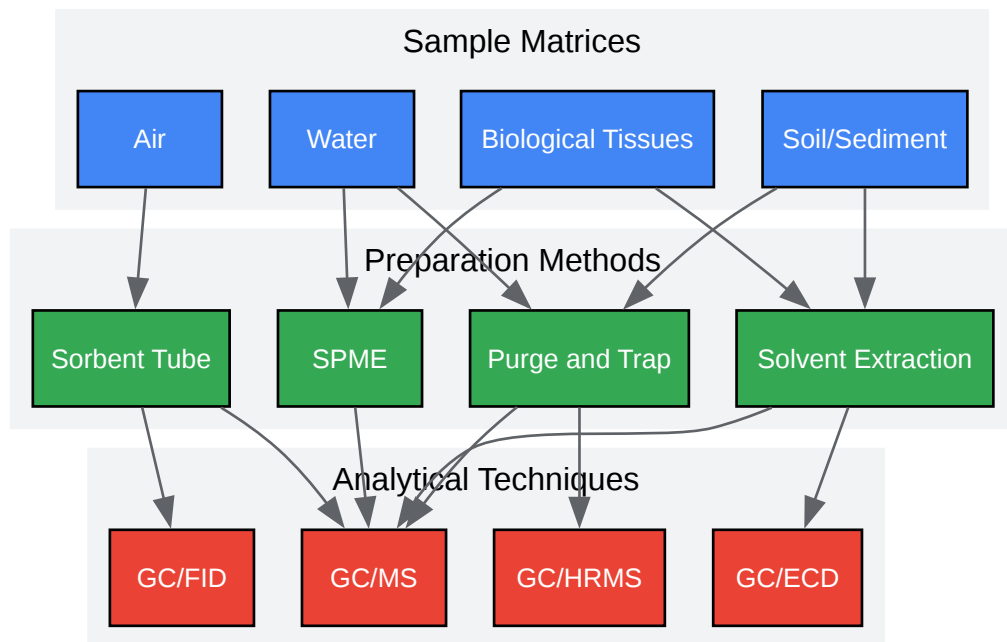 Sample Matrices
Air
Water
Biological Tissues
Soil/Sediment
Preparation Methods
Sorbent Tube
SPME
Purge and Trap
Solvent Extraction
Analytical Techniques
GC/FID
GC/MS
GC/HRMS
GC/ECD